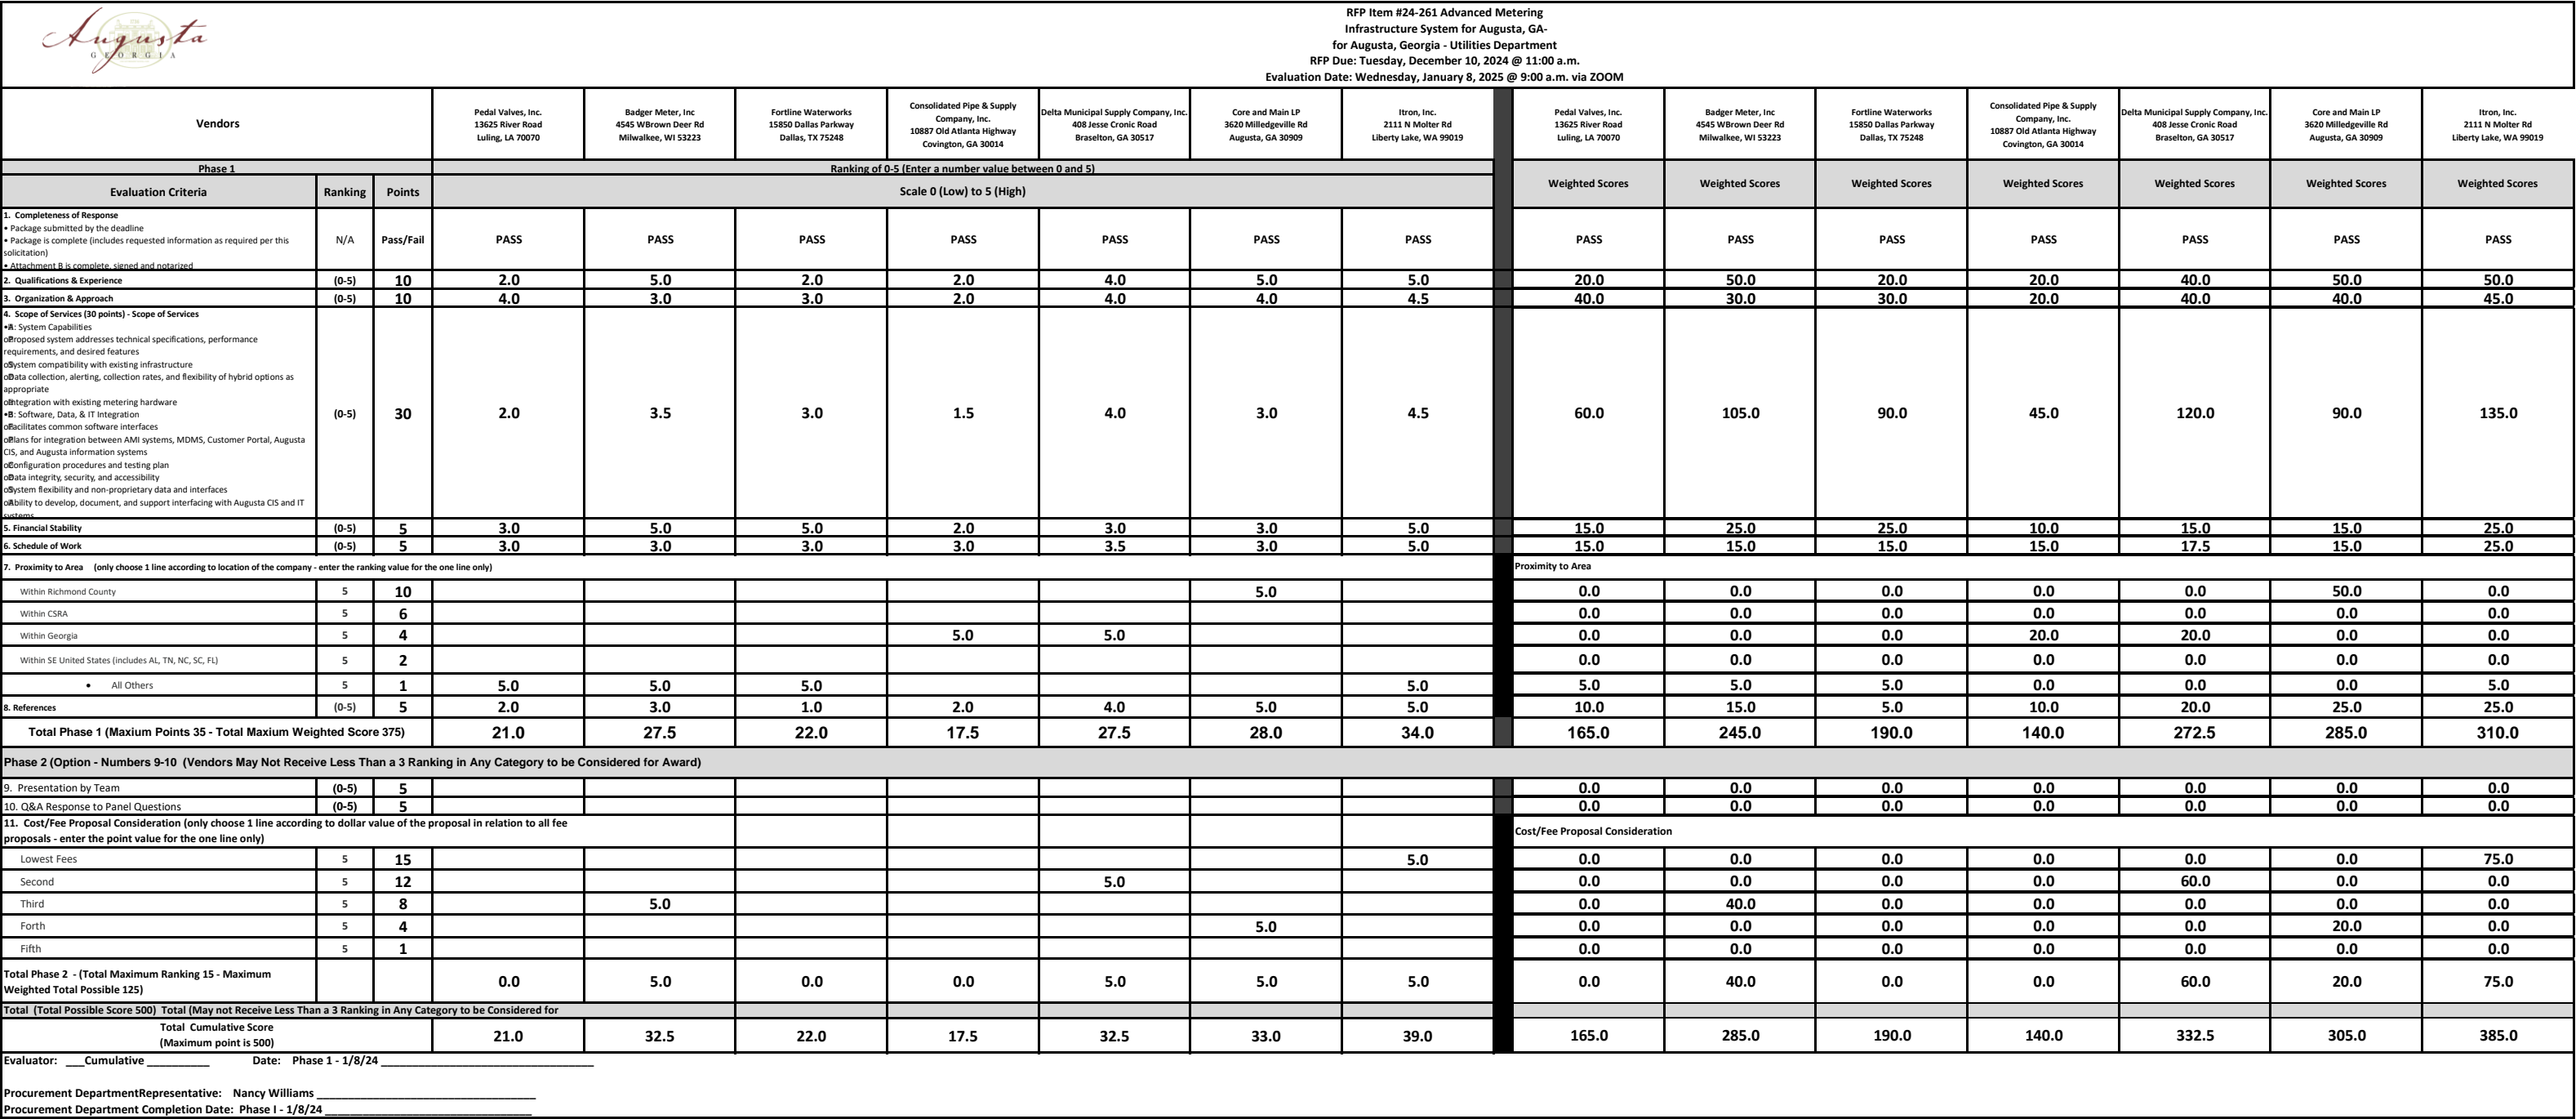 Augusta
GEORGIA
RFP Item #24-261 Advanced Metering
Infrastructure System for Augusta, GA-
for Augusta, Georgia - Utilities Department
RFP Due: Tuesday, December 10, 2024 @ 11:00 a.m.
Evaluation Date: Wednesday, January 8, 2025 @ 9:00 a.m. via ZOOM
Vendors
Pedal Valves, Inc.
13625 River Road
Luling, LA 70070
Badger Meter, Inc
4545 WBrown Deer Rd
Milwalkee, WI 53223
Fortline Waterworks
15850 Dallas Parkway
Dallas, TX 75248
Consolidated Pipe & Supply
Company, Inc.
10887 Old Atlanta Highway
Covington, GA 30014
Delta Municipal Supply Company, Inc.
408 Jesse Cronic Road
Braselton, GA 30517
Core and Main LP
3620 Milledgeville Rd
Augusta, GA 30909
Itron, Inc.
2111 N Molter Rd
Liberty Lake, WA 99019
Pedal Valves, Inc.
13625 River Road
Luling, LA 70070
Badger Meter, Inc
4545 WBrown Deer Rd
Milwalkee, WI 53223
Fortline Waterworks
15850 Dallas Parkway
Dallas, TX 75248
Consolidated Pipe & Supply
Company, Inc.
10887 Old Atlanta Highway
Covington, GA 30014
Delta Municipal Supply Company, Inc.
408 Jesse Cronic Road
Braselton, GA 30517
Core and Main LP
3620 Milledgeville Rd
Augusta, GA 30909
Itron, Inc.
2111 N Molter Rd
Liberty Lake, WA 99019
Phase 1 Ranking of 0-5 (Enter a number value between 0 and 5)
Evaluation Criteria Ranking Points Scale 0 (Low) to 5 (High) Weighted Scores Weighted Scores Weighted Scores Weighted Scores Weighted Scores Weighted Scores Weighted Scores
1. Completeness of Response
• Package submitted by the deadline
• Package is complete (includes requested information as required per this
solicitation)
• Attachment B is complete, signed and notarized
N/A Pass/Fail PASS PASS PASS PASS PASS PASS PASS PASS PASS PASS PASS PASS PASS PASS
2. Qualifications & Experience (0-5) 10 2.0 5.0 2.0 2.0 4.0 5.0 5.0 20.0 50.0 20.0 20.0 40.0 50.0 50.0
3. Organization & Approach (0-5) 10 4.0 3.0 3.0 2.0 4.0 4.0 4.5 40.0 30.0 30.0 20.0 40.0 40.0 45.0
4. Scope of Services (30 points) - Scope of Services
•A: System Capabilities
oProposed system addresses technical specifications, performance
requirements, and desired features
oSystem compatibility with existing infrastructure
oData collection, alerting, collection rates, and flexibility of hybrid options as
appropriate
oIntegration with existing metering hardware
•B: Software, Data, & IT Integration
oFacilitates common software interfaces
oPlans for integration between AMI systems, MDMS, Customer Portal, Augusta
CIS, and Augusta information systems
oConfiguration procedures and testing plan
oData integrity, security, and accessibility
oSystem flexibility and non-proprietary data and interfaces
oAbility to develop, document, and support interfacing with Augusta CIS and IT
systems
(0-5) 30 2.0 3.5 3.0 1.5 4.0 3.0 4.5 60.0 105.0 90.0 45.0 120.0 90.0 135.0
5. Financial Stability (0-5) 5 3.0 5.0 5.0 2.0 3.0 3.0 5.0 15.0 25.0 25.0 10.0 15.0 15.0 25.0
6. Schedule of Work (0-5) 5 3.0 3.0 3.0 3.0 3.5 3.0 5.0 15.0 15.0 15.0 15.0 17.5 15.0 25.0
7. Proximity to Area (only choose 1 line according to location of the company - enter the ranking value for the one line only) Proximity to Area
Within Richmond County 5 10 5.0 0.0 0.0 0.0 0.0 0.0 50.0 0.0
Within CSRA 5 6 0.0 0.0 0.0 0.0 0.0 0.0 0.0
Within Georgia 5 4 5.0 5.0 0.0 0.0 0.0 20.0 20.0 0.0 0.0
Within SE United States (includes AL, TN, NC, SC, FL) 5 2 0.0 0.0 0.0 0.0 0.0 0.0 0.0
• All Others 5 1 5.0 5.0 5.0 5.0 5.0 5.0 5.0 0.0 0.0 0.0 5.0
8. References (0-5) 5 2.0 3.0 1.0 2.0 4.0 5.0 5.0 10.0 15.0 5.0 10.0 20.0 25.0 25.0
Total Phase 1 (Maxium Points 35 - Total Maxium Weighted Score 375) 21.0 27.5 22.0 17.5 27.5 28.0 34.0 165.0 245.0 190.0 140.0 272.5 285.0 310.0
Phase 2 (Option - Numbers 9-10 (Vendors May Not Receive Less Than a 3 Ranking in Any Category to be Considered for Award)
9. Presentation by Team (0-5) 5 0.0 0.0 0.0 0.0 0.0 0.0 0.0
10. Q&A Response to Panel Questions (0-5) 5 0.0 0.0 0.0 0.0 0.0 0.0 0.0
11. Cost/Fee Proposal Consideration (only choose 1 line according to dollar value of the proposal in relation to all fee
proposals - enter the point value for the one line only)
Cost/Fee Proposal Consideration
Lowest Fees 5 15 5.0 0.0 0.0 0.0 0.0 0.0 0.0 75.0
Second 5 12 5.0 0.0 0.0 0.0 0.0 60.0 0.0 0.0
Third 5 8 5.0 0.0 40.0 0.0 0.0 0.0 0.0 0.0
Forth 5 4 5.0 0.0 0.0 0.0 0.0 0.0 20.0 0.0
Fifth 5 1 0.0 0.0 0.0 0.0 0.0 0.0 0.0
Total Phase 2 - (Total Maximum Ranking 15 - Maximum
Weighted Total Possible 125)
0.0 5.0 0.0 0.0 5.0 5.0 5.0 0.0 40.0 0.0 0.0 60.0 20.0 75.0
Total (Total Possible Score 500) Total (May not Receive Less Than a 3 Ranking in Any Category to be Considered for
Total Cumulative Score
(Maximum point is 500)
21.0 32.5 22.0 17.5 32.5 33.0 39.0 165.0 285.0 190.0 140.0 332.5 305.0 385.0
Evaluator: ___Cumulative __________ Date: Phase 1 - 1/8/24 __________________________________
Procurement DepartmentRepresentative: Nancy Williams ___________________________________
Procurement Department Completion Date: Phase I - 1/8/24 _________________________________